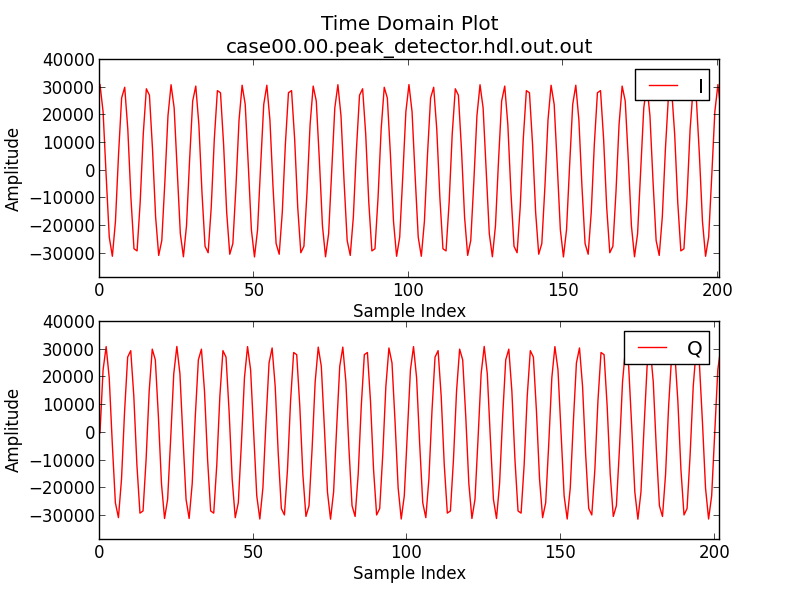 Time Domain Plot
case00.00.peak_detector.hdl.out.out
40000
30000
20000
10000
0
−10000
−20000
−30000
Amplitude
I
0 50 100 150 200
Sample Index
40000
30000
20000
10000
0
−10000
−20000
−30000
Amplitude
Q
0 50 100 150 200
Sample Index